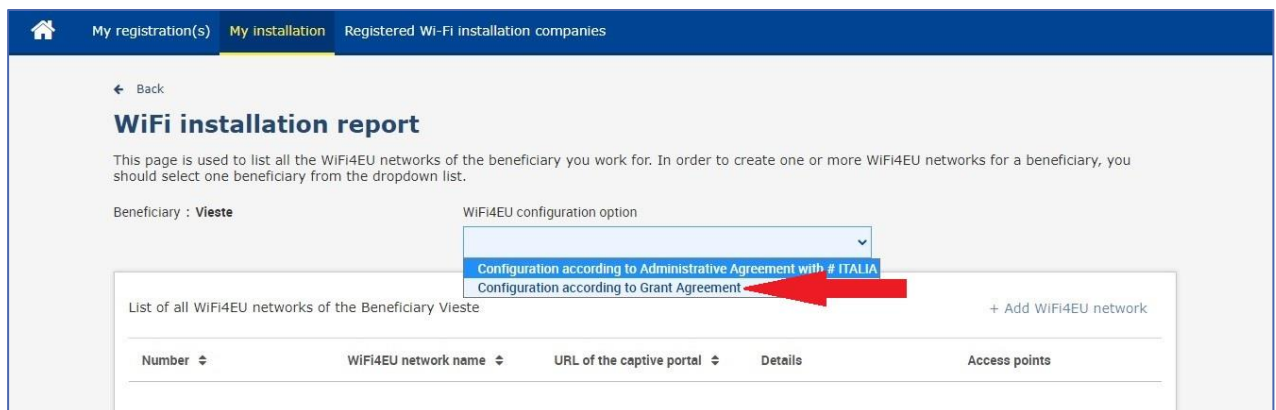 My registration(s) My installation Registered Wi-Fi installation companies
Back
WiFi installation report
This page is used to list all the WiFi4EU networks of the beneficiary you work for. In order to create one or more WiFi4EU networks for a beneficiary, you
should select one beneficiary from the dropdown list.
Beneficiary : Vieste WiFi4EU configuration option
Configuration according to Administrative Agreement with # ITALIA
Configuration according to Grant Agreement
List of all WiFi4EU networks of the Beneficiary Vieste + Add WiFi4EU network
Number WiFi4EU network name URL of the captive portal Details Access points